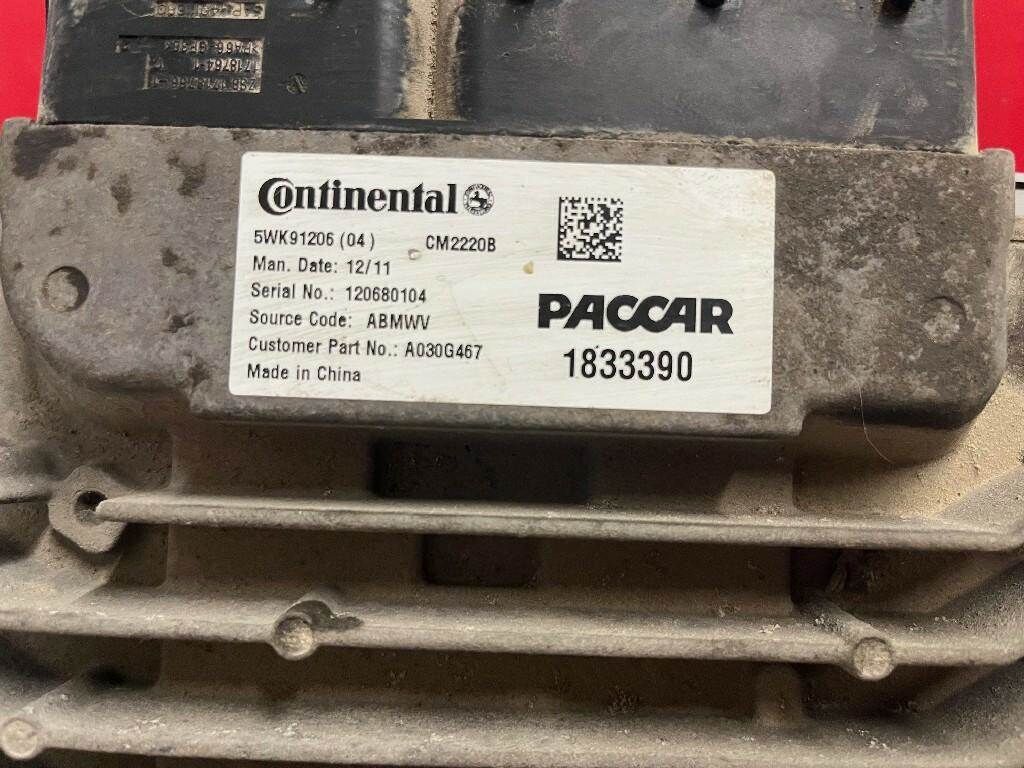 Continental
5WK91206 (04 ) CM2220B
Man. Date: 12/11
Serial No.: 120680104
Source Code: ABMWV
Customer Part No.: A030G467
Made in China
PACCAR
1833390